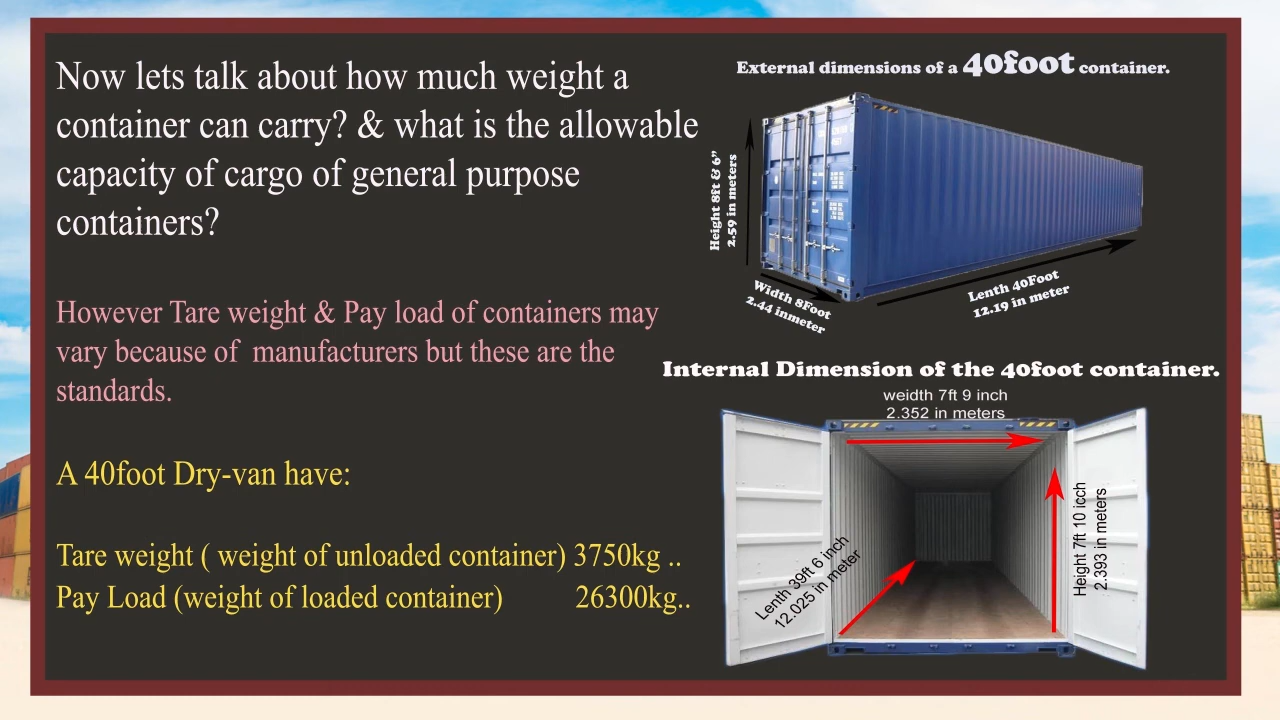 Now lets talk about how much weight a
container can carry? & what is the allowable
capacity of cargo of general purpose
containers?
However Tare weight & Pay load of containers may
vary because of  manufacturers but these are the
standards.
A 40foot Dry-van have:
Tare weight ( weight of unloaded container) 3750kg ..
Pay Load (weight of loaded container) 26300kg..
External dimensions of a 40foot container.
Height 8ft & 6”
2.59 in meters
Width 8Foot
2.44 inmeter
Lenth 40Foot
12.19 in meter
Internal Dimension of the 40foot container.
weidth 7ft 9 inch
2.352 in meters
Lenth 39ft 6 inch
12.025 in meter
Height 7ft 10 icch
2.393 in meters